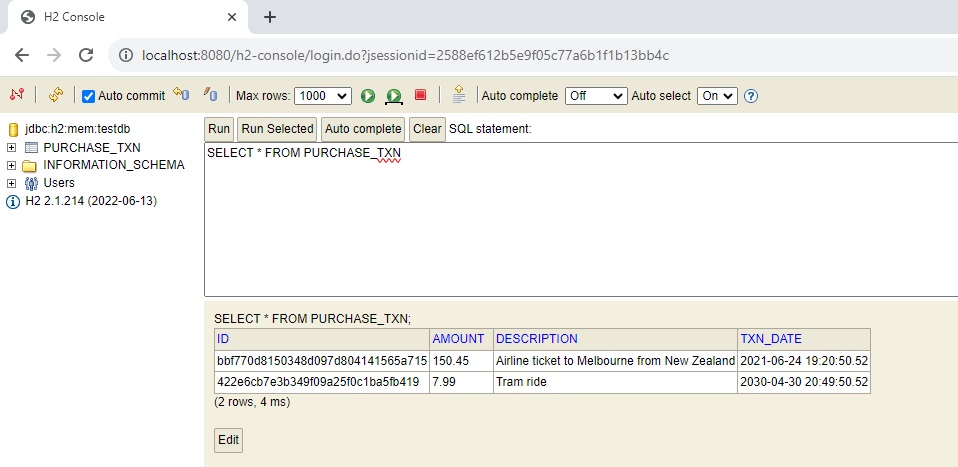 H2 Console
localhost:8080/h2-console/login.do?jsessionid=2588ef612b5e9f05c77a6b1f1b13bb4c
Auto commit Max rows: 1000 Auto complete Off Auto select On
jdbc:h2:mem:testdb
PURCHASE_TXN
INFORMATION_SCHEMA
Users
H2 2.1.214 (2022-06-13)
Run Run Selected Auto complete Clear SQL statement:
SELECT * FROM PURCHASE_TXN
SELECT * FROM PURCHASE_TXN;
ID AMOUNT DESCRIPTION TXN_DATE
bbf770d8150348d097d804141565a715 150.45 Airline ticket to Melbourne from New Zealand 2021-06-24 19:20:50.52
422e6cb7e3b349f09a25f0c1ba5fb419 7.99 Tram ride 2030-04-30 20:49:50.52
(2 rows, 4 ms)
Edit